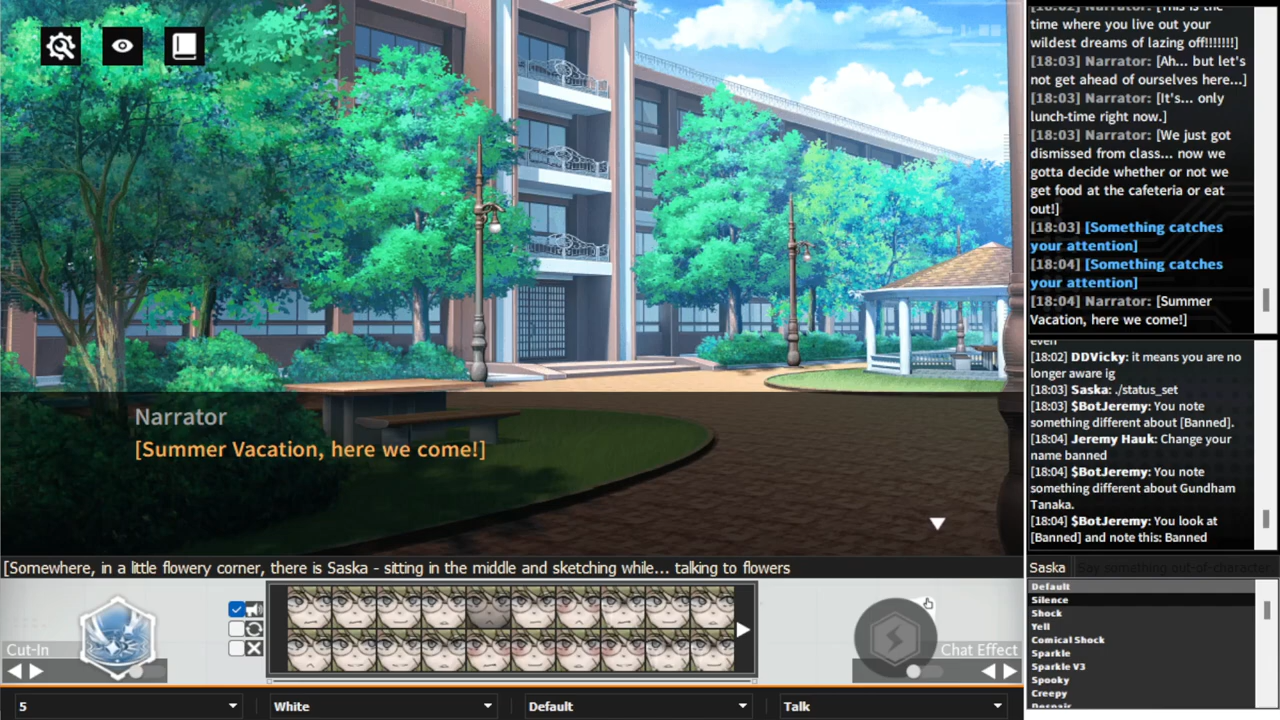 [18:02] Narrator: [This is the
time where you live out your
wildest dreams of lazing off!!!!!!!]
[18:03] Narrator: [Ah... but let's
not get ahead of ourselves here...]
[18:03] Narrator: [It's... only
lunch-time right now.]
[18:03] Narrator: [We just got
dismissed from class... now we
gotta decide whether or not we
get food at the cafeteria or eat
out!]
[18:03] [Something catches
your attention]
[18:04] [Something catches
your attention]
[18:04] Narrator: [Summer
Vacation, here we come!]
even
[18:02] DDVicky: it means you are no
longer aware ig
[18:03] Saska: ./status_set
[18:03] $BotJeremy: You note
something different about [Banned].
[18:04] Jeremy Hauk: Change your
name banned
[18:04] $BotJeremy: You note
something different about Gundham
Tanaka.
[18:04] $BotJeremy: You look at
[Banned] and note this: Banned
Narrator
[Summer Vacation, here we come!]
[Somewhere, in a little flowery corner, there is Saska - sitting in the middle and sketching while... talking to flowers
Saska
Say something out-of-character
Cut-In
Chat Effect
Default
Silence
Shock
Yell
Comical Shock
Sparkle
Sparkle V3
Spooky
Creepy
Despair
5
White
Default
Talk